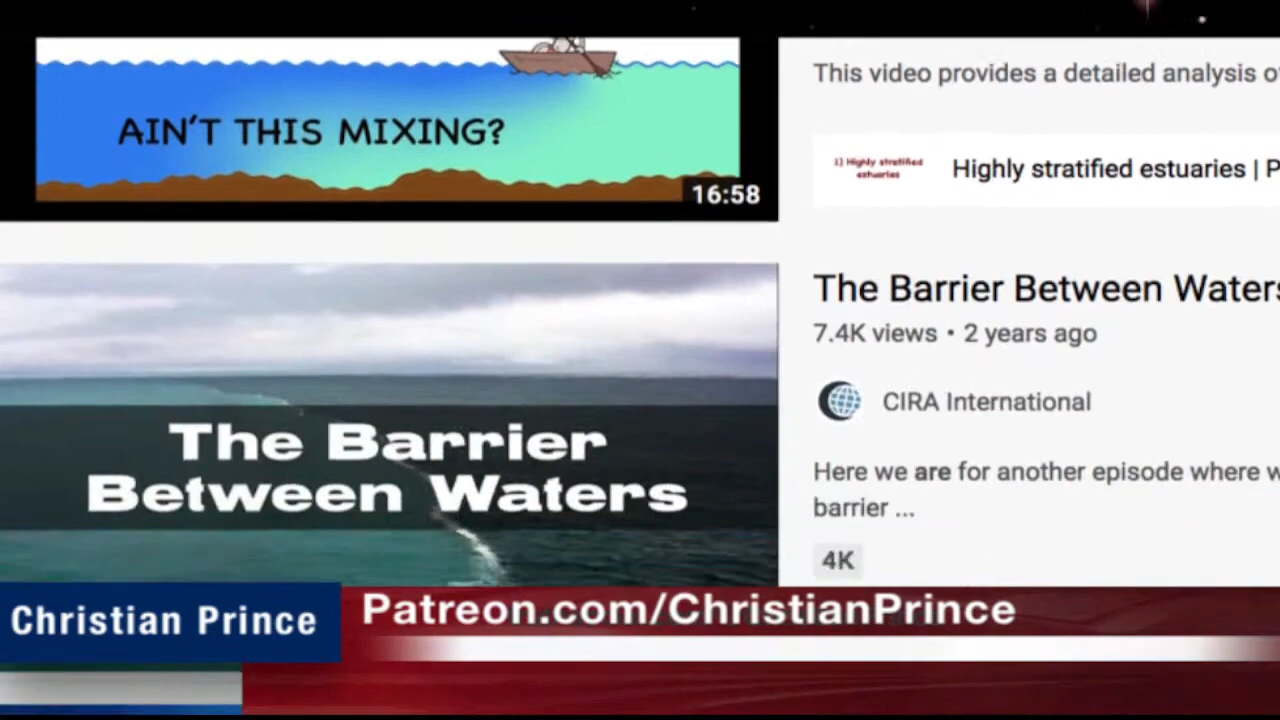 AIN'T THIS MIXING?
16:58
This video provides a detailed analysis o
1) Highly stratified
estuaries
Highly stratified estuaries | P
The Barrier
Between Waters
The Barrier Between Waters
7.4K views • 2 years ago
CIRA International
Here we are for another episode where w
barrier ...
4K
Christian Prince
Patreon.com/ChristianPrince